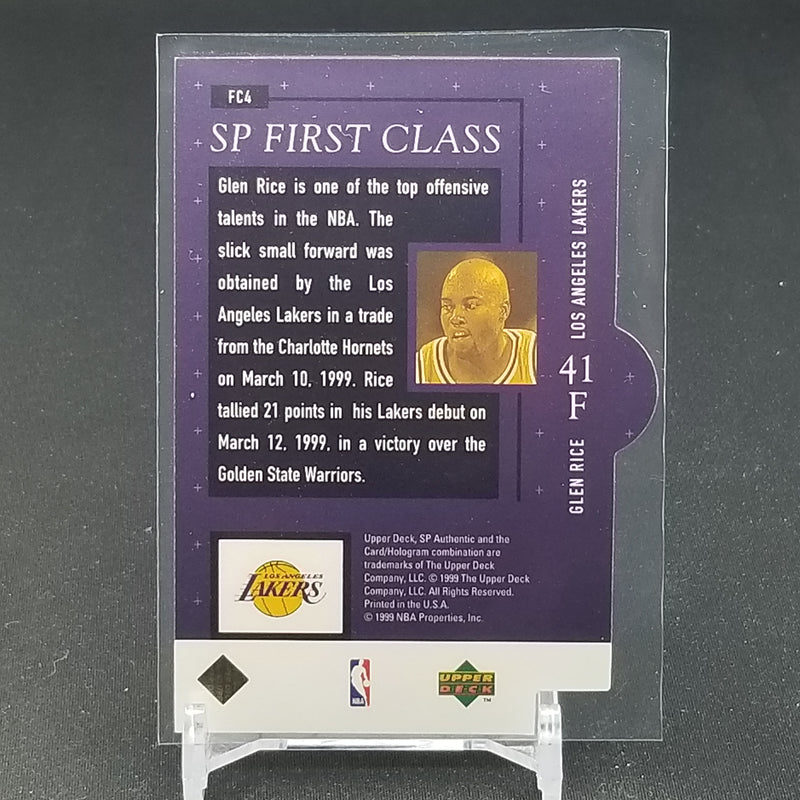 FC4
SP FIRST CLASS
Glen Rice is one of the top offensive
talents in the NBA. The
slick small forward was
obtained by the Los
Angeles Lakers in a trade
from the Charlotte Hornets
on March 10, 1999. Rice
tallied 21 points in his Lakers debut on
March 12, 1999, in a victory over the
Golden State Warriors.
LOS ANGELES LAKERS
41
F
GLEN RICE
LOS ANGELES
LAKERS
Upper Deck, SP Authentic and the
Card/Hologram combination are
trademarks of The Upper Deck
Company, LLC. © 1999 The Upper Deck
Company, LLC. All Rights Reserved.
Printed in the U.S.A.
© 1999 NBA Properties, Inc.
NBA
UPPER
DECK
™